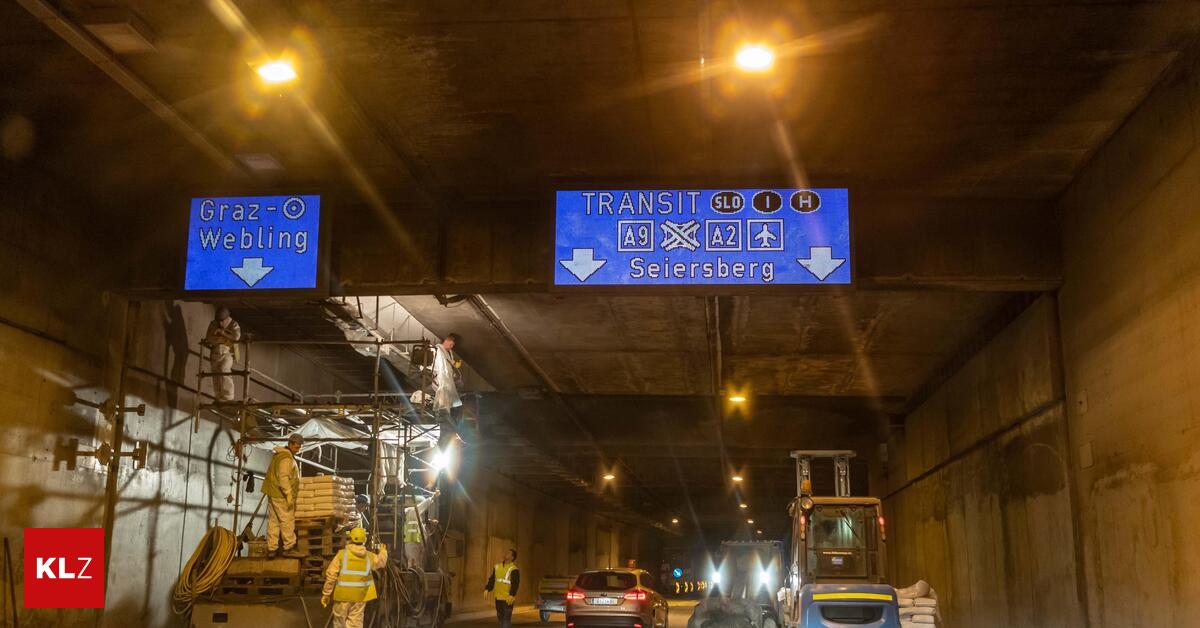 Graz-
Webling
TRANSIT SLO I H
A9 A2
Seiersberg
KLZ